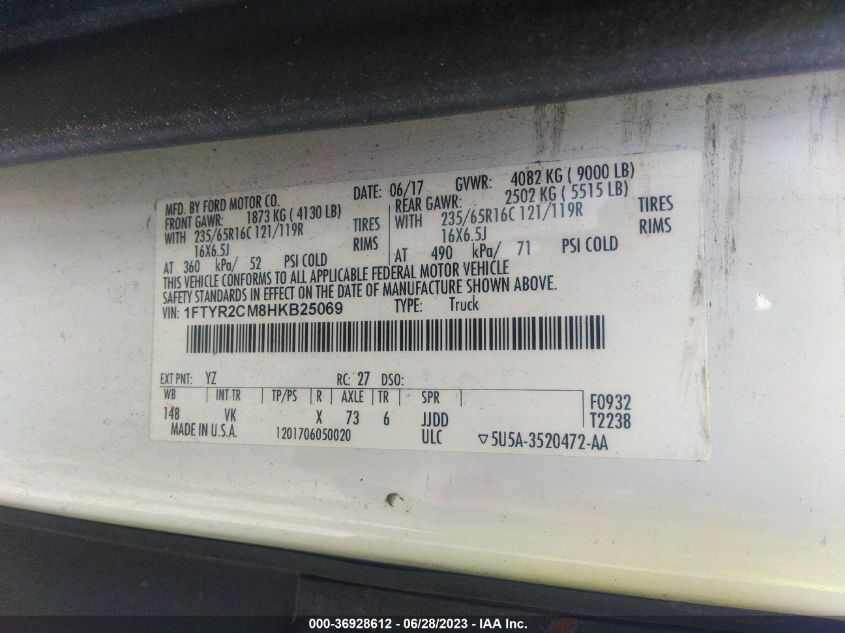 MFD. BY FORD MOTOR CO. DATE: 06/17 GVWR: 4082 KG ( 9000 LB)
FRONT GAWR: 1873 KG ( 4130 LB) REAR GAWR: 2502 KG ( 5515 LB)
WITH 235/65R16C 121/119R TIRES WITH 235/65R16C 121/119R TIRES
16X6.5J RIMS 16X6.5J RIMS
AT 360 kPa/ 52 PSI COLD AT 490 kPa/ 71 PSI COLD
THIS VEHICLE CONFORMS TO ALL APPLICABLE FEDERAL MOTOR VEHICLE
SAFETY STANDARDS IN EFFECT ON THE DATE OF MANUFACTURE SHOWN ABOVE.
VIN: 1FTYR2CM8HKB25069 TYPE: Truck
EXT PNT: YZ RC: 27 DSO:
WB INT TR TP/PS R AXLE TR SPR F0932
148 VK X 73 6 JJDD T2238
MADE IN U.S.A. 1201706050020 ULC ▽5U5A-3520472-AA
000-36928612 - 06/28/2023 - IAA Inc.